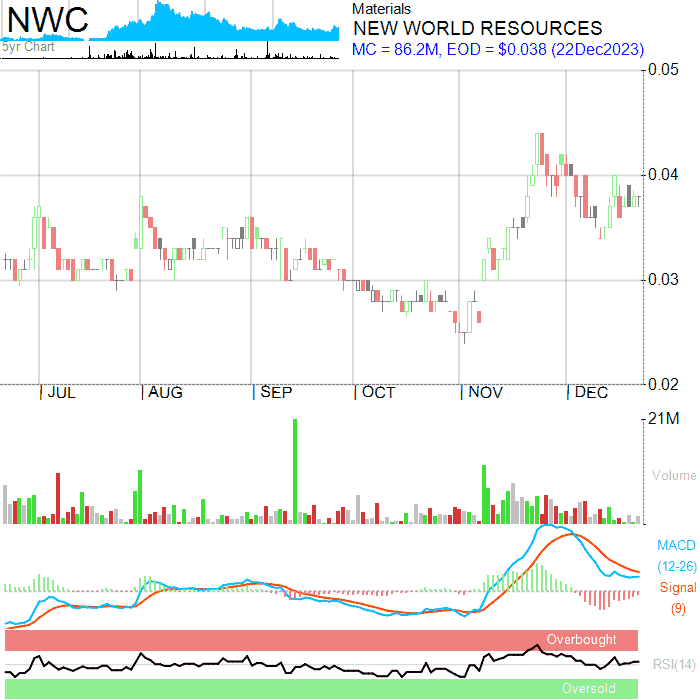 NWC
5yr Chart
Materials
NEW WORLD RESOURCES
MC = 86.2M, EOD = $0.038 (22Dec2023)
0.05
0.04
0.03
0.02
JUL
AUG
SEP
OCT
NOV
DEC
21M
Volume
MACD
(12-26)
Signal
(9)
Overbought
RSI(14)
Oversold